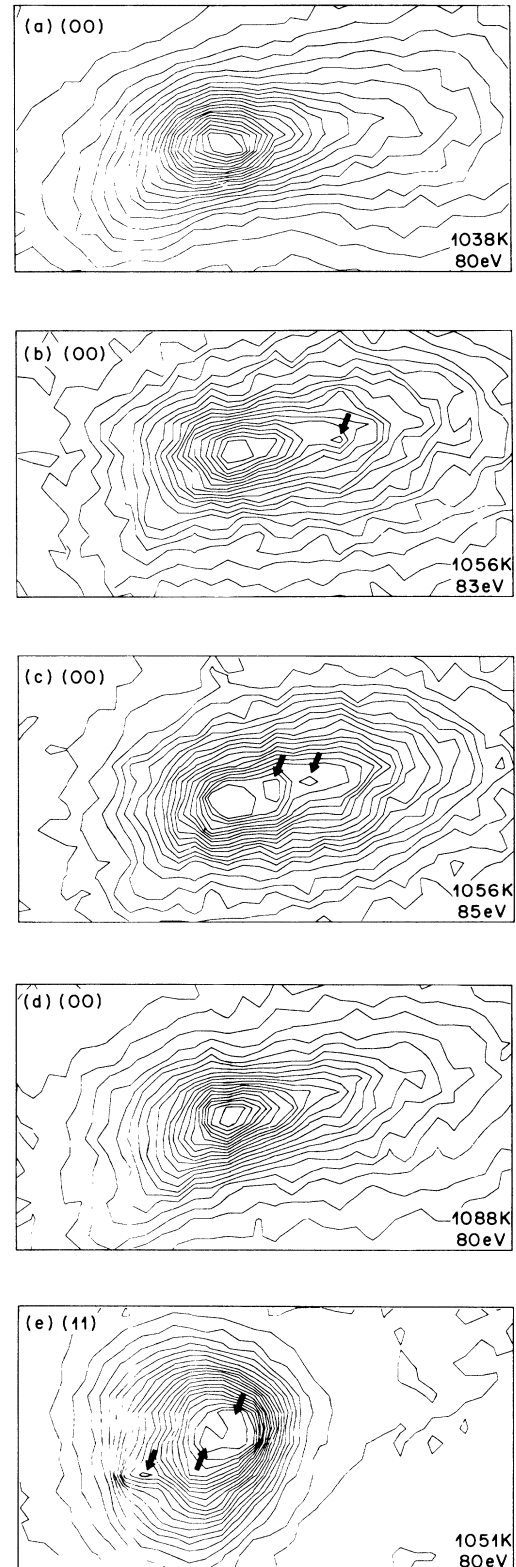 (a) (00)
1038K
80eV
(b) (00)
1056K
83eV
(c) (00)
1056K
85eV
(d) (00)
1088K
80eV
(e) (11)
1051K
80eV